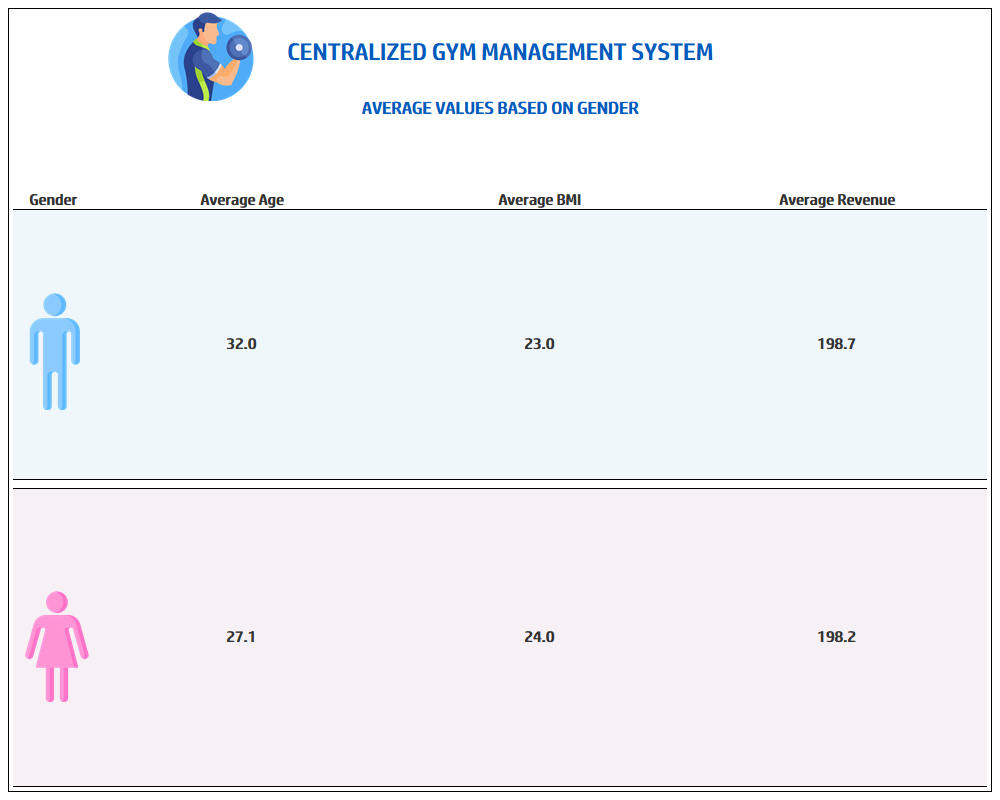 CENTRALIZED GYM MANAGEMENT SYSTEM
AVERAGE VALUES BASED ON GENDER
Gender Average Age Average BMI Average Revenue
32.0 23.0 198.7
27.1 24.0 198.2